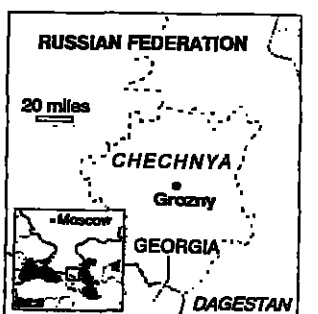 RUSSIAN FEDERATION
20 miles
CHECHNYA
Grozny
Moscow
GEORGIA
DAGESTAN